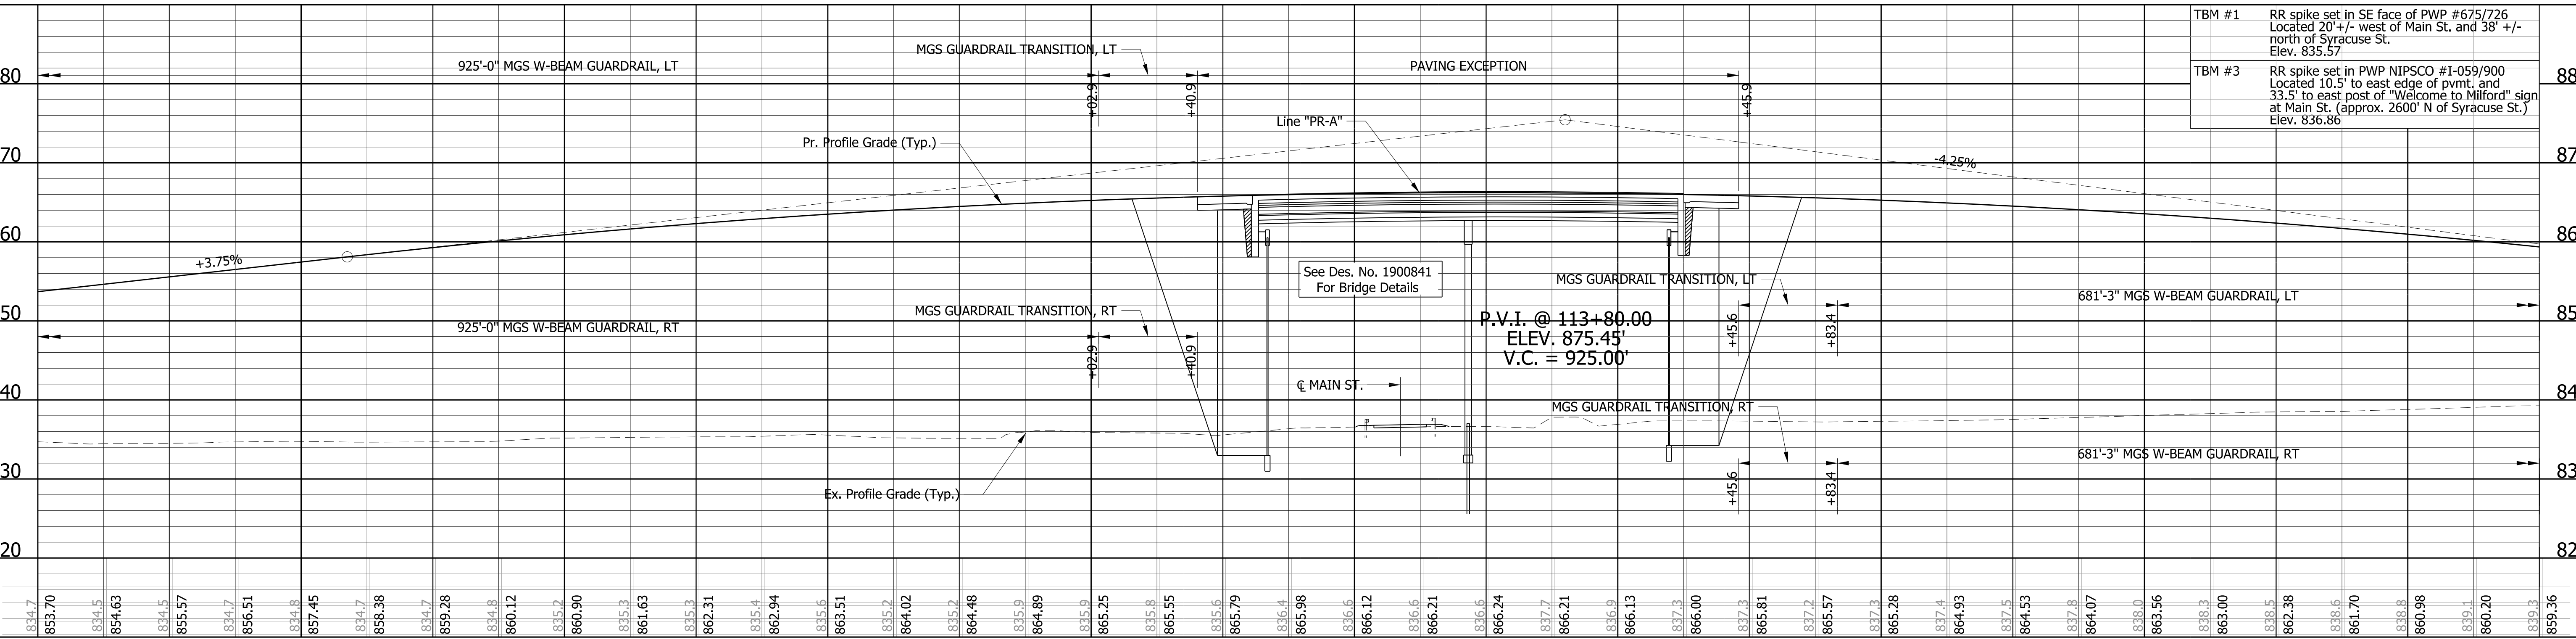 TBM #1 RR spike set in SE face of PWP #675/726
Located 20'+/- west of Main St. and 38' +/-
north of Syracuse St.
Elev. 835.57
TBM #3 RR spike set in PWP NIPSCO #I-059/900
Located 10.5' to east edge of pvmt. and
33.5' to east post of "Welcome to Milford" sign
at Main St. (approx. 2600' N of Syracuse St.)
Elev. 836.86
MGS GUARDRAIL TRANSITION, LT
925'-0" MGS W-BEAM GUARDRAIL, LT
PAVING EXCEPTION
80
88
+02.9
+40.9
+45.9
Line "PR-A"
Pr. Profile Grade (Typ.)
70
-4.25%
87
60
86
+3.75%
See Des. No. 1900841
For Bridge Details
MGS GUARDRAIL TRANSITION, LT
681'-3" MGS W-BEAM GUARDRAIL, LT
MGS GUARDRAIL TRANSITION, RT
50
P.V.I. @ 113+80.00
ELEV. 875.45'
V.C. = 925.00'
85
925'-0" MGS W-BEAM GUARDRAIL, RT
+45.6
+83.4
+02.9
+40.9
℄ MAIN ST.
40
84
MGS GUARDRAIL TRANSITION, RT
681'-3" MGS W-BEAM GUARDRAIL, RT
30
83
Ex. Profile Grade (Typ.)
+45.6
+83.4
20
82
834.7 853.70
834.5 854.63
834.5 855.57
834.7 856.51
834.8 857.45
834.7 858.38
834.7 859.28
834.8 860.12
835.2 860.90
835.3 861.63
835.3 862.31
835.4 862.94
835.6 863.51
835.2 864.02
835.2 864.48
835.9 864.89
835.9 865.25
835.8 865.55
835.6 865.79
836.4 865.98
836.6 866.12
836.6 866.21
836.6 866.24
837.7 866.21
836.9 866.13
837.3 866.00
837.3 865.81
837.2 865.57
837.3 865.28
837.4 864.93
837.5 864.53
837.8 864.07
838.0 863.56
838.3 863.00
838.5 862.38
838.6 861.70
838.8 860.98
839.1 860.20
839.3 859.36